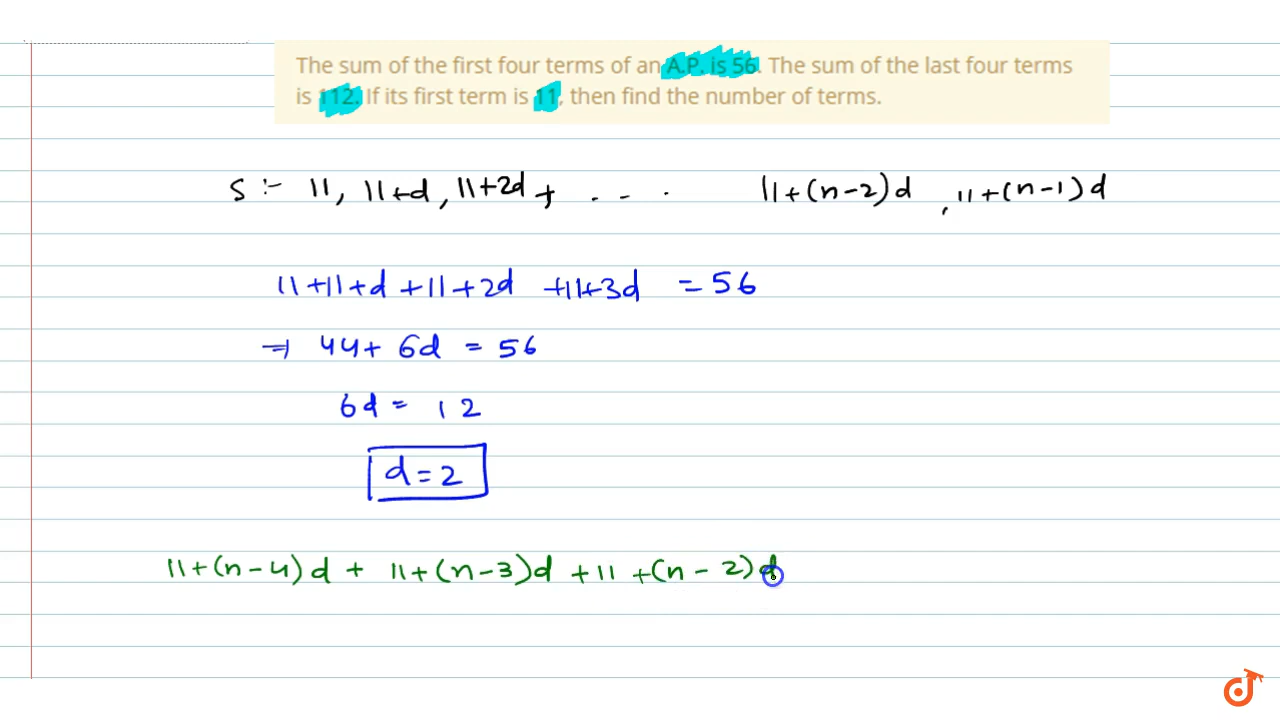 The sum of the first four terms of an A.P. is 56. The sum of the last four terms
is 112. If its first term is 11, then find the number of terms.
S :- 11, 11+d, 11+2d + . - . 11+(n-2)d, 11+(n-1)d
11+11+d+11+2d +11+3d = 56
⇒ 44+ 6d = 56
6d = 12
d=2
11+(n-4)d + 11+(n-3)d +11 +(n-2)d